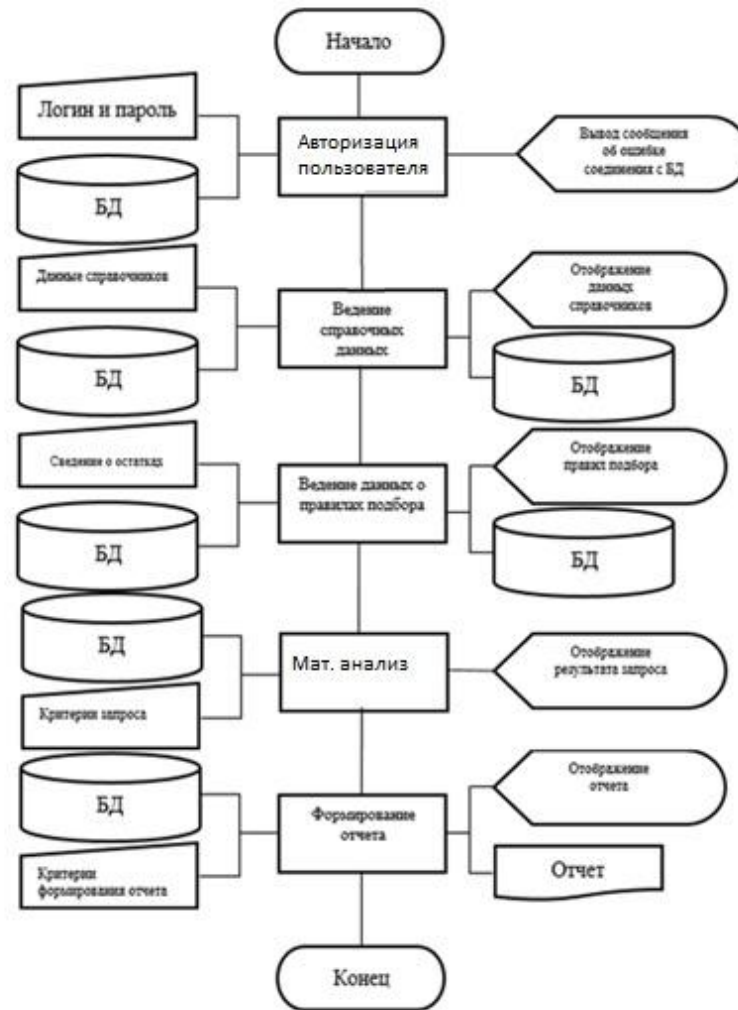 Начало
Логин и пароль
БД
Авторизация
пользователя
Вывод сообщения
об ошибке
соединения с БД
Данные справочников
БД
Ведение
справочных
данных
Отображение
данных
справочников
БД
Сведение о остатках
БД
Ведение данных о
правилах подбора
Отображение
правил подбора
БД
БД
Критерии запроса
Мат. анализ
Отображение
результата запроса
БД
Критерии
формирования отчета
Формирование
отчета
Отображение
отчета
Отчет
Конец